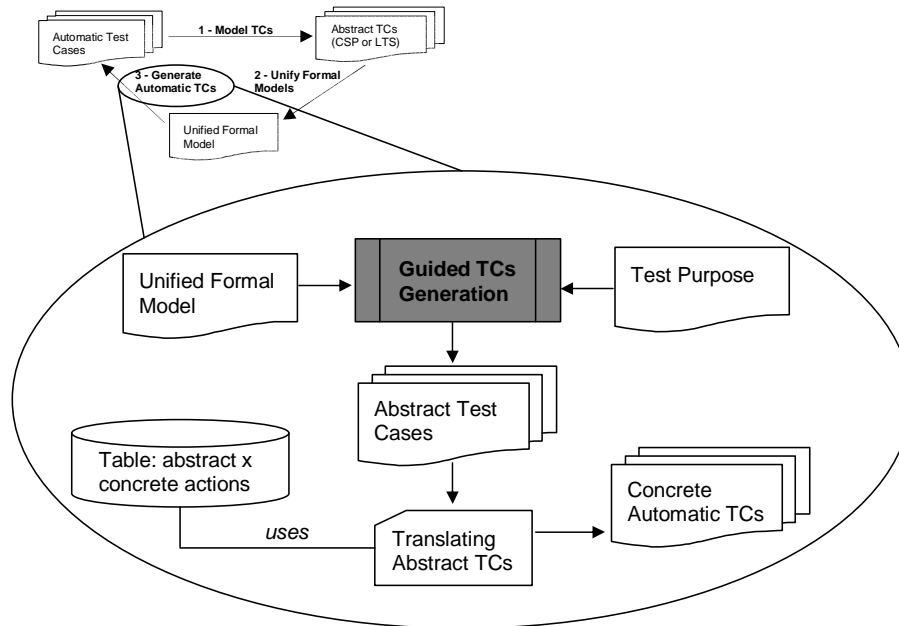 Automatic Test
Cases
1 - Model TCs
Abstract TCs
(CSP or LTS)
3 - Generate
Automatic TCs
2 - Unify Formal
Models
Unified Formal
Model
Unified Formal
Model
Guided TCs
Generation
Test Purpose
Abstract Test
Cases
Table: abstract x
concrete actions
uses
Translating
Abstract TCs
Concrete
Automatic TCs